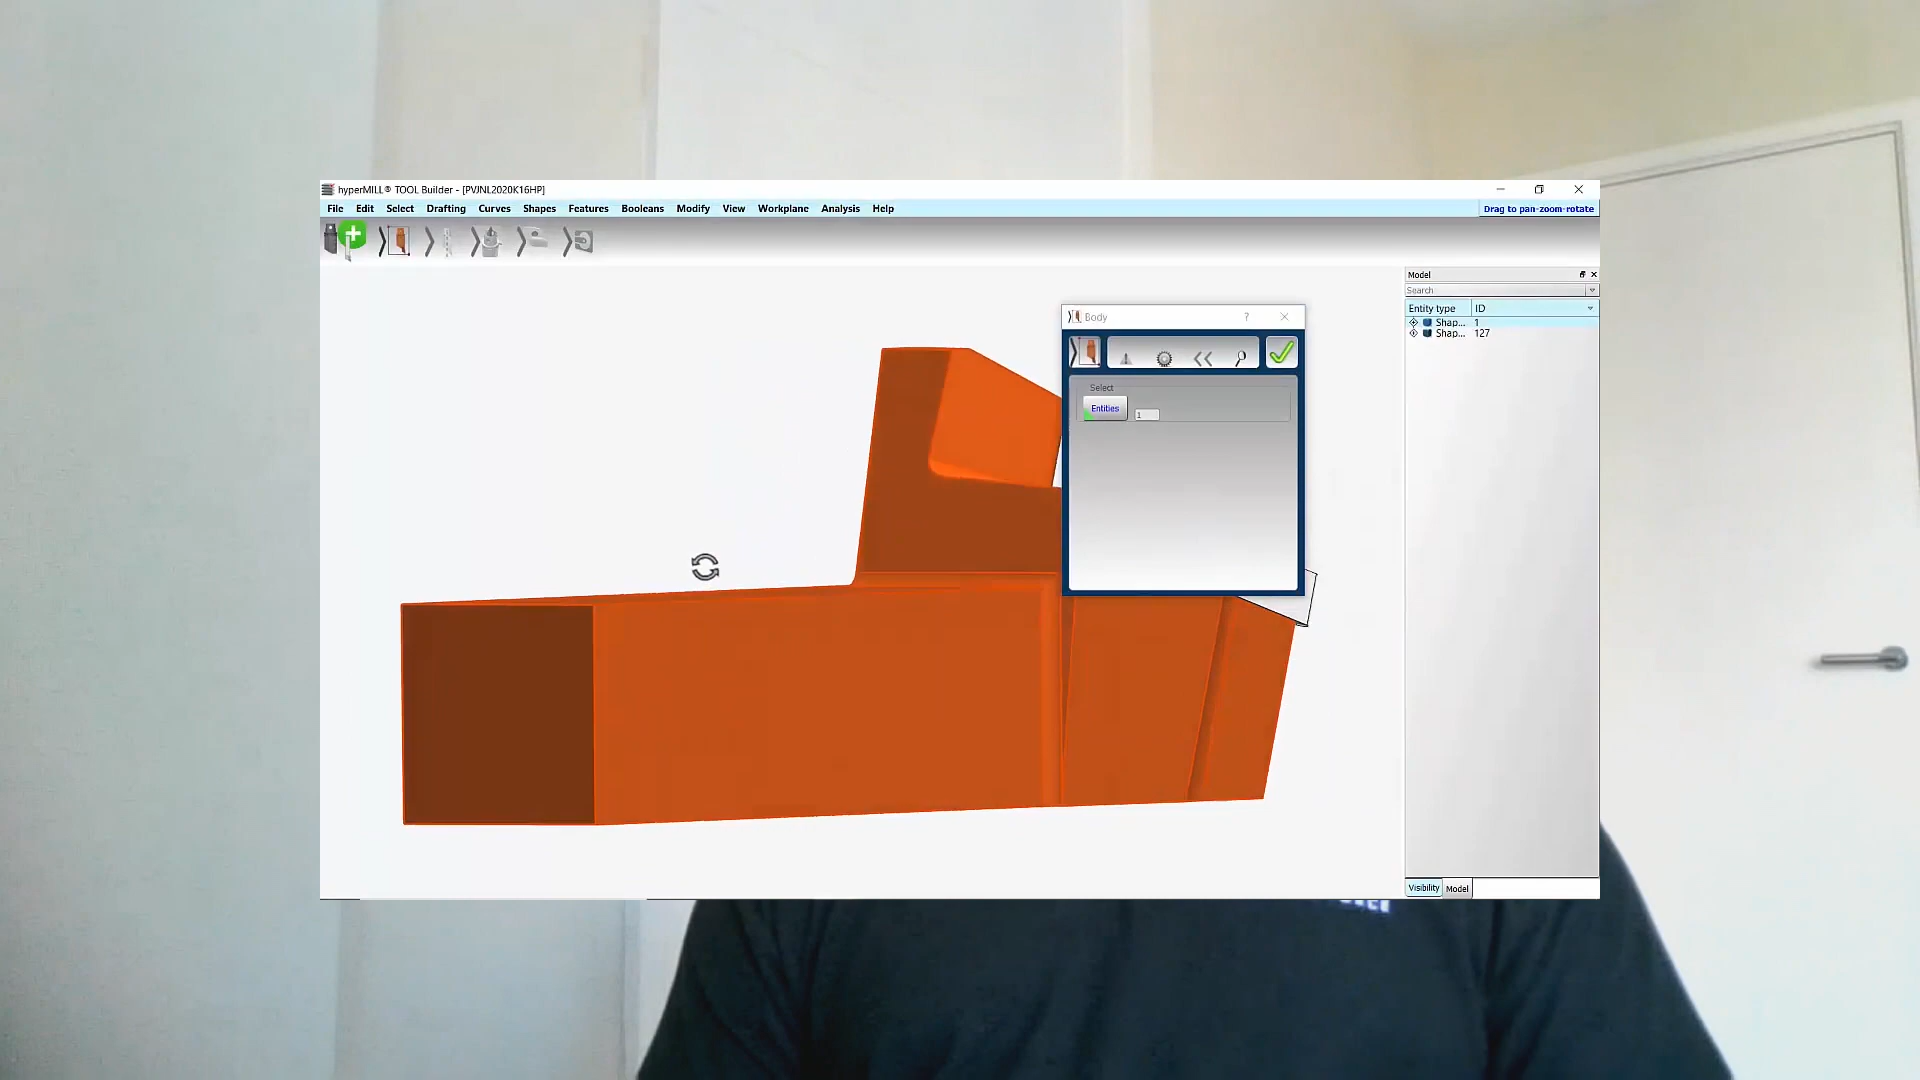 hyperMILL® TOOL Builder - [PVJNL2020K16HP]
File Edit Select Drafting Curves Shapes Features Booleans Modify View Workplane Analysis Help
Drag to pan-zoom-rotate
Model
Search
Entity type ID
Shap... 1
Shap... 127
Body ?
Select
Entities 1
Visibility Model